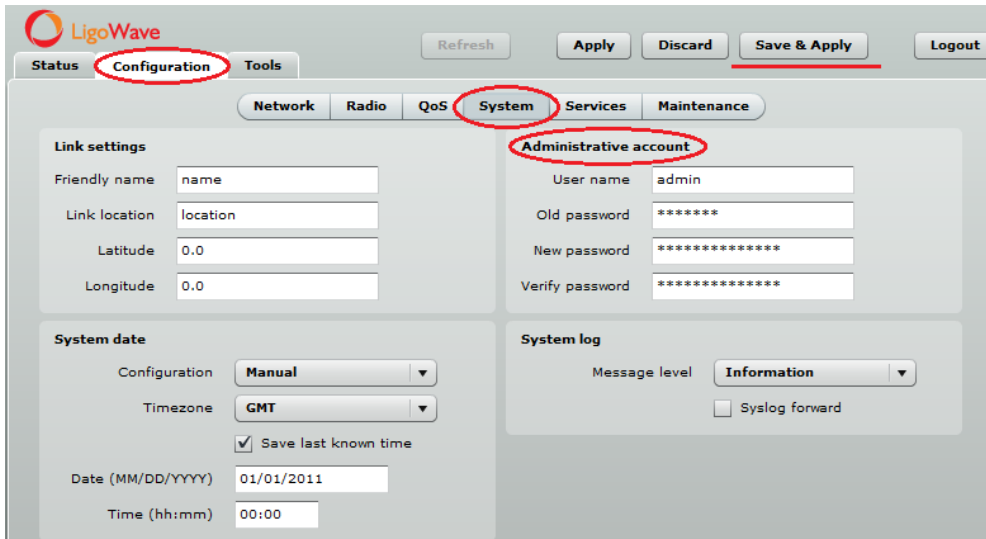 LigoWave
Refresh Apply Discard Save & Apply Logout
Status Configuration Tools
Network Radio QoS System Services Maintenance
Link settings
Friendly name name
Link location location
Latitude 0.0
Longitude 0.0
Administrative account
User name admin
Old password *******
New password **************
Verify password **************
System date
Configuration Manual
Timezone GMT
Save last known time
Date (MM/DD/YYYY) 01/01/2011
Time (hh:mm) 00:00
System log
Message level Information
Syslog forward